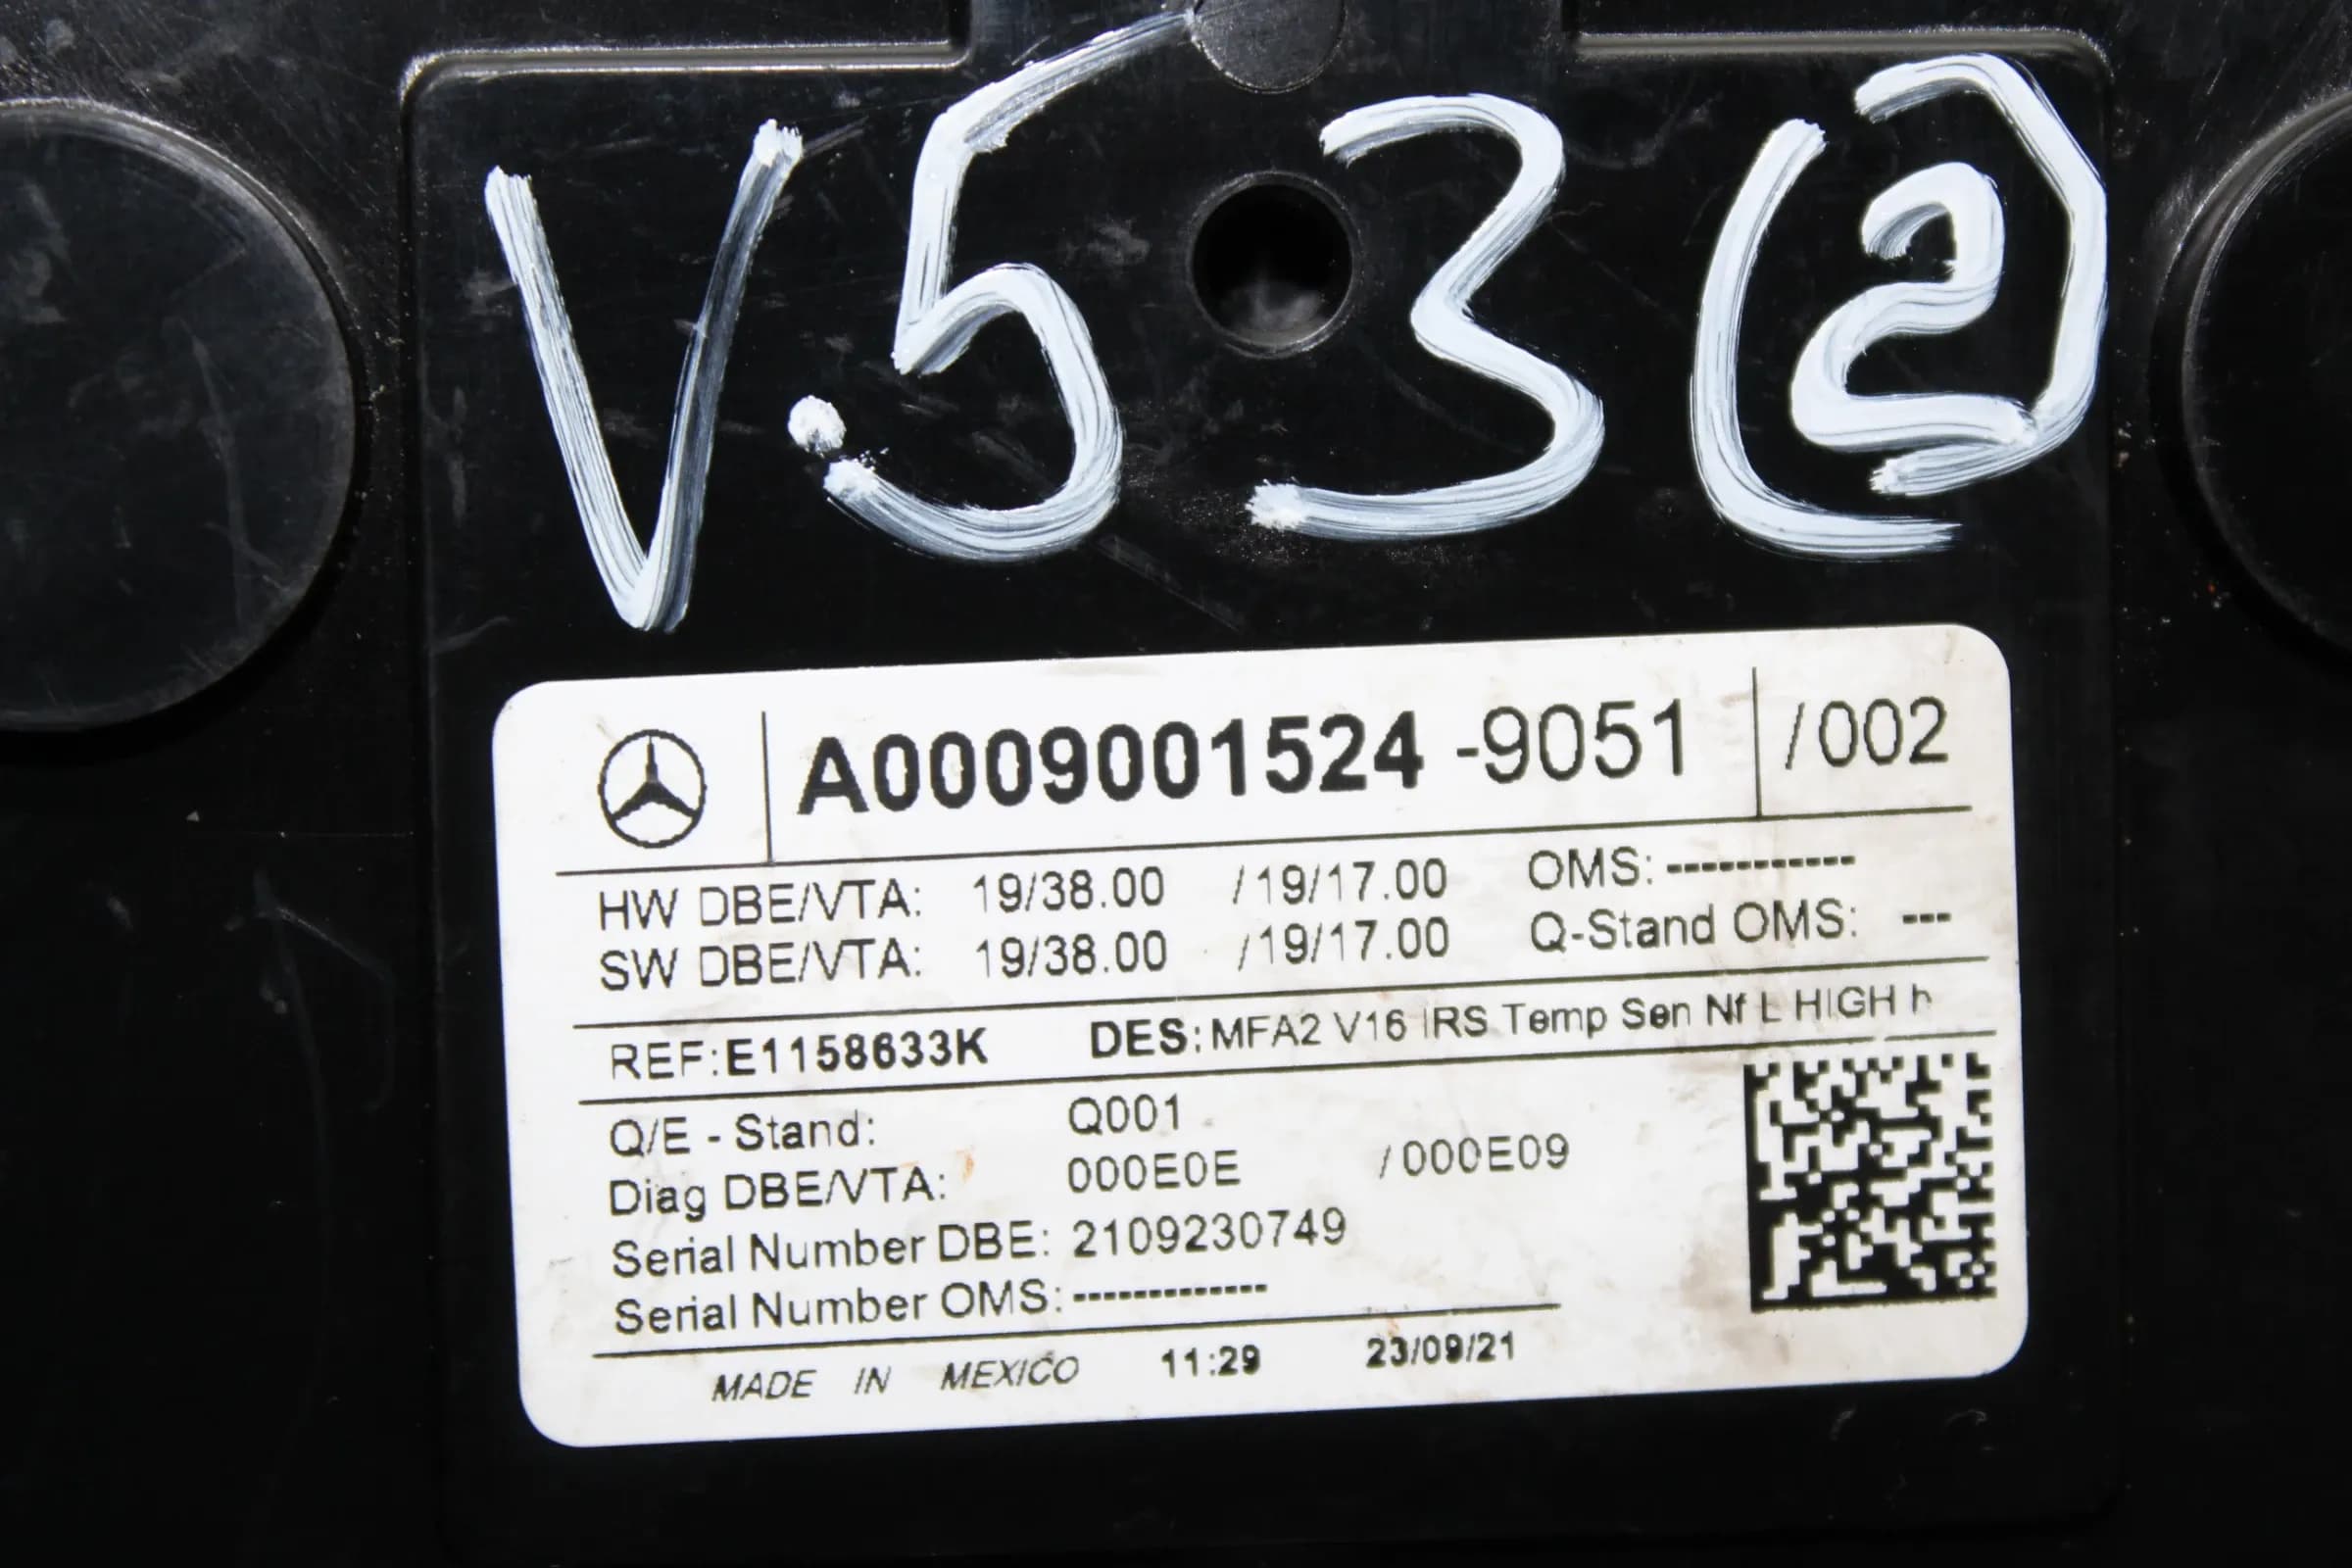 V.53(2)
A0009001524 -9051 /002
HW DBE/VTA: 19/38.00 /19/17.00 OMS: -----------
SW DBE/VTA: 19/38.00 /19/17.00 Q-Stand OMS: ---
REF:E1158633K DES:MFA2 V16 IRS Temp Sen Nf L HIGH h
Q/E - Stand: Q001
Diag DBE/VTA: 000E0E /000E09
Serial Number DBE: 2109230749
Serial Number OMS: -------------
MADE IN MEXICO 11:29 23/09/21